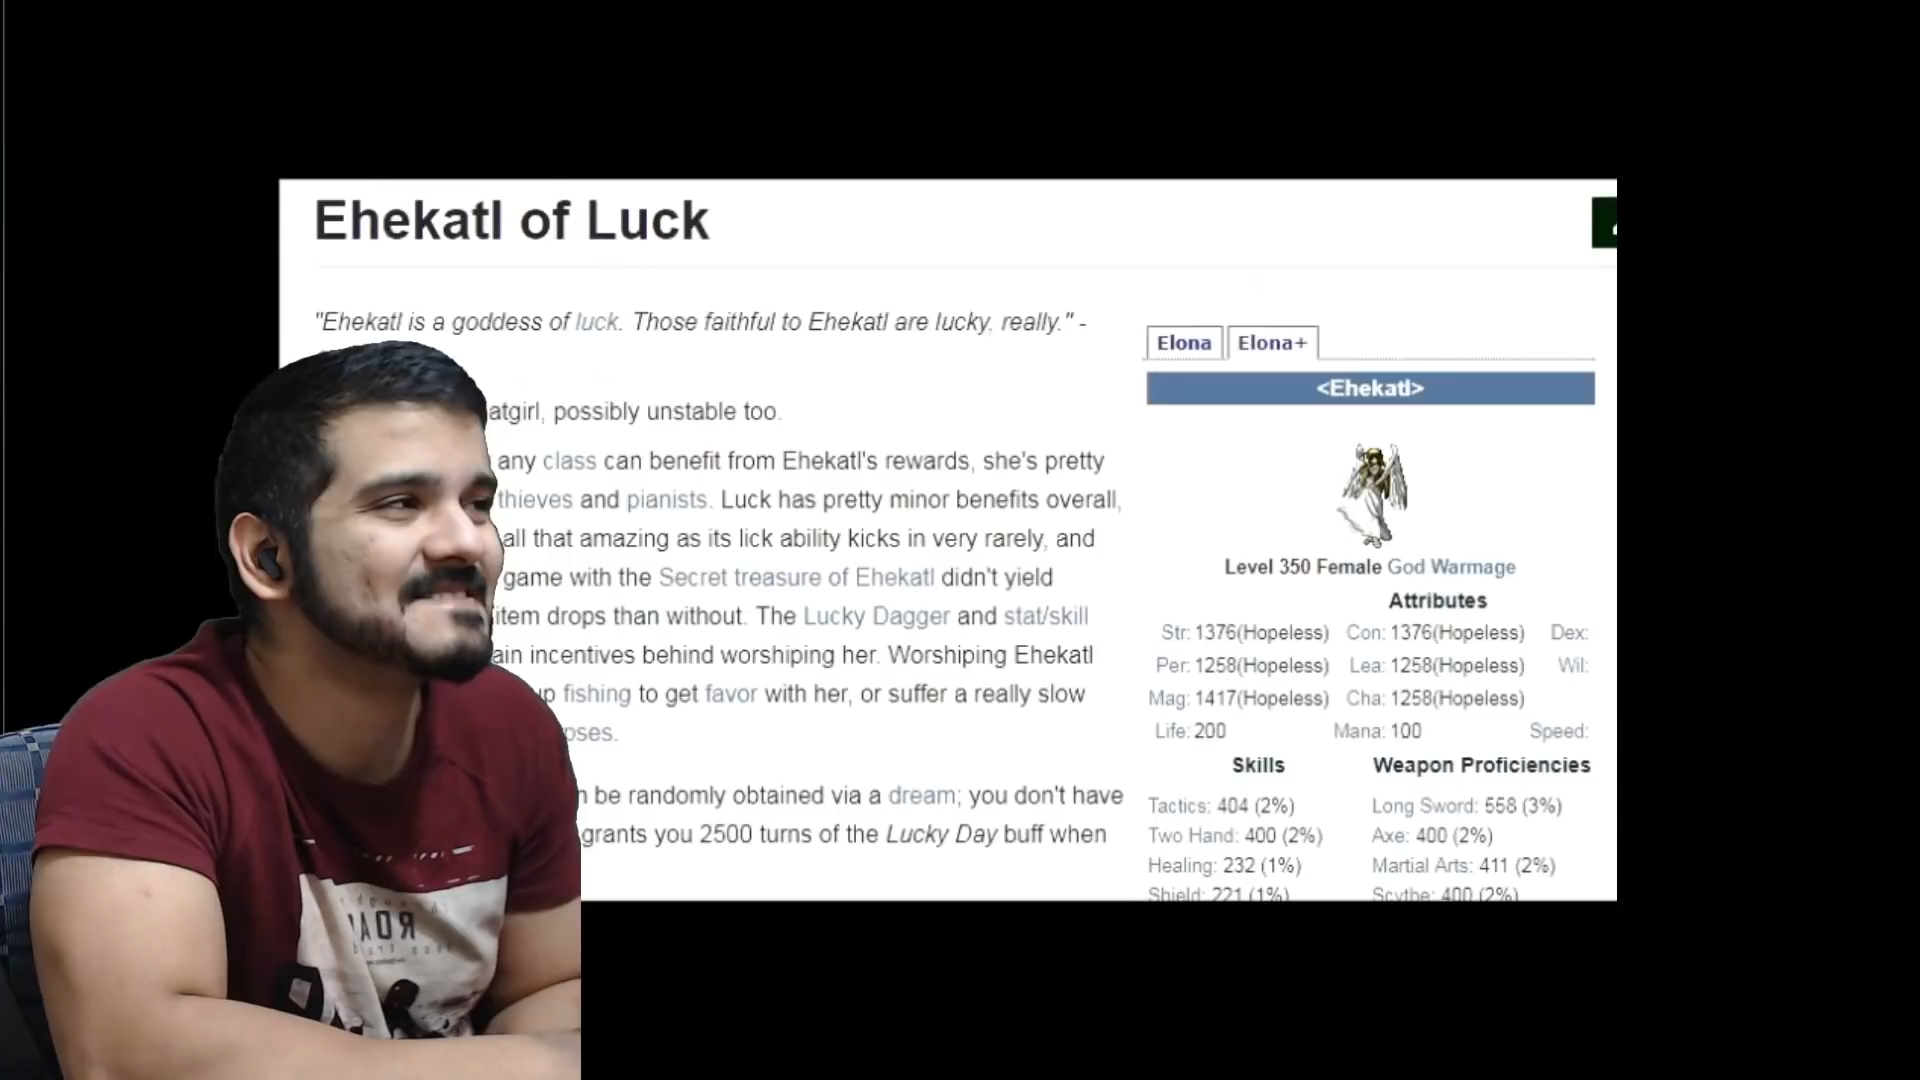 Ehekatl of Luck
"Ehekatl is a goddess of luck. Those faithful to Ehekatl are lucky, really." -
atgirl, possibly unstable too.
any class can benefit from Ehekatl's rewards, she's pretty
thieves and pianists. Luck has pretty minor benefits overall,
all that amazing as its lick ability kicks in very rarely, and
game with the Secret treasure of Ehekatl didn't yield
item drops than without. The Lucky Dagger and stat/skill
ain incentives behind worshiping her. Worshiping Ehekatl
up fishing to get favor with her, or suffer a really slow
be randomly obtained via a dream; you don't have
grants you 2500 turns of the Lucky Day buff when
Elona Elona+
<Ehekatl>
Level 350 Female God Warmage
Attributes
Str: 1376(Hopeless) Con: 1376(Hopeless) Dex:
Per: 1258(Hopeless) Lea: 1258(Hopeless) Wil:
Mag: 1417(Hopeless) Cha: 1258(Hopeless)
Life: 200 Mana: 100 Speed:
Skills Weapon Proficiencies
Tactics: 404 (2%) Long Sword: 558 (3%)
Two Hand: 400 (2%) Axe: 400 (2%)
Healing: 232 (1%) Martial Arts: 411 (2%)
Shield: 221 (1%) Scythe: 400 (2%)